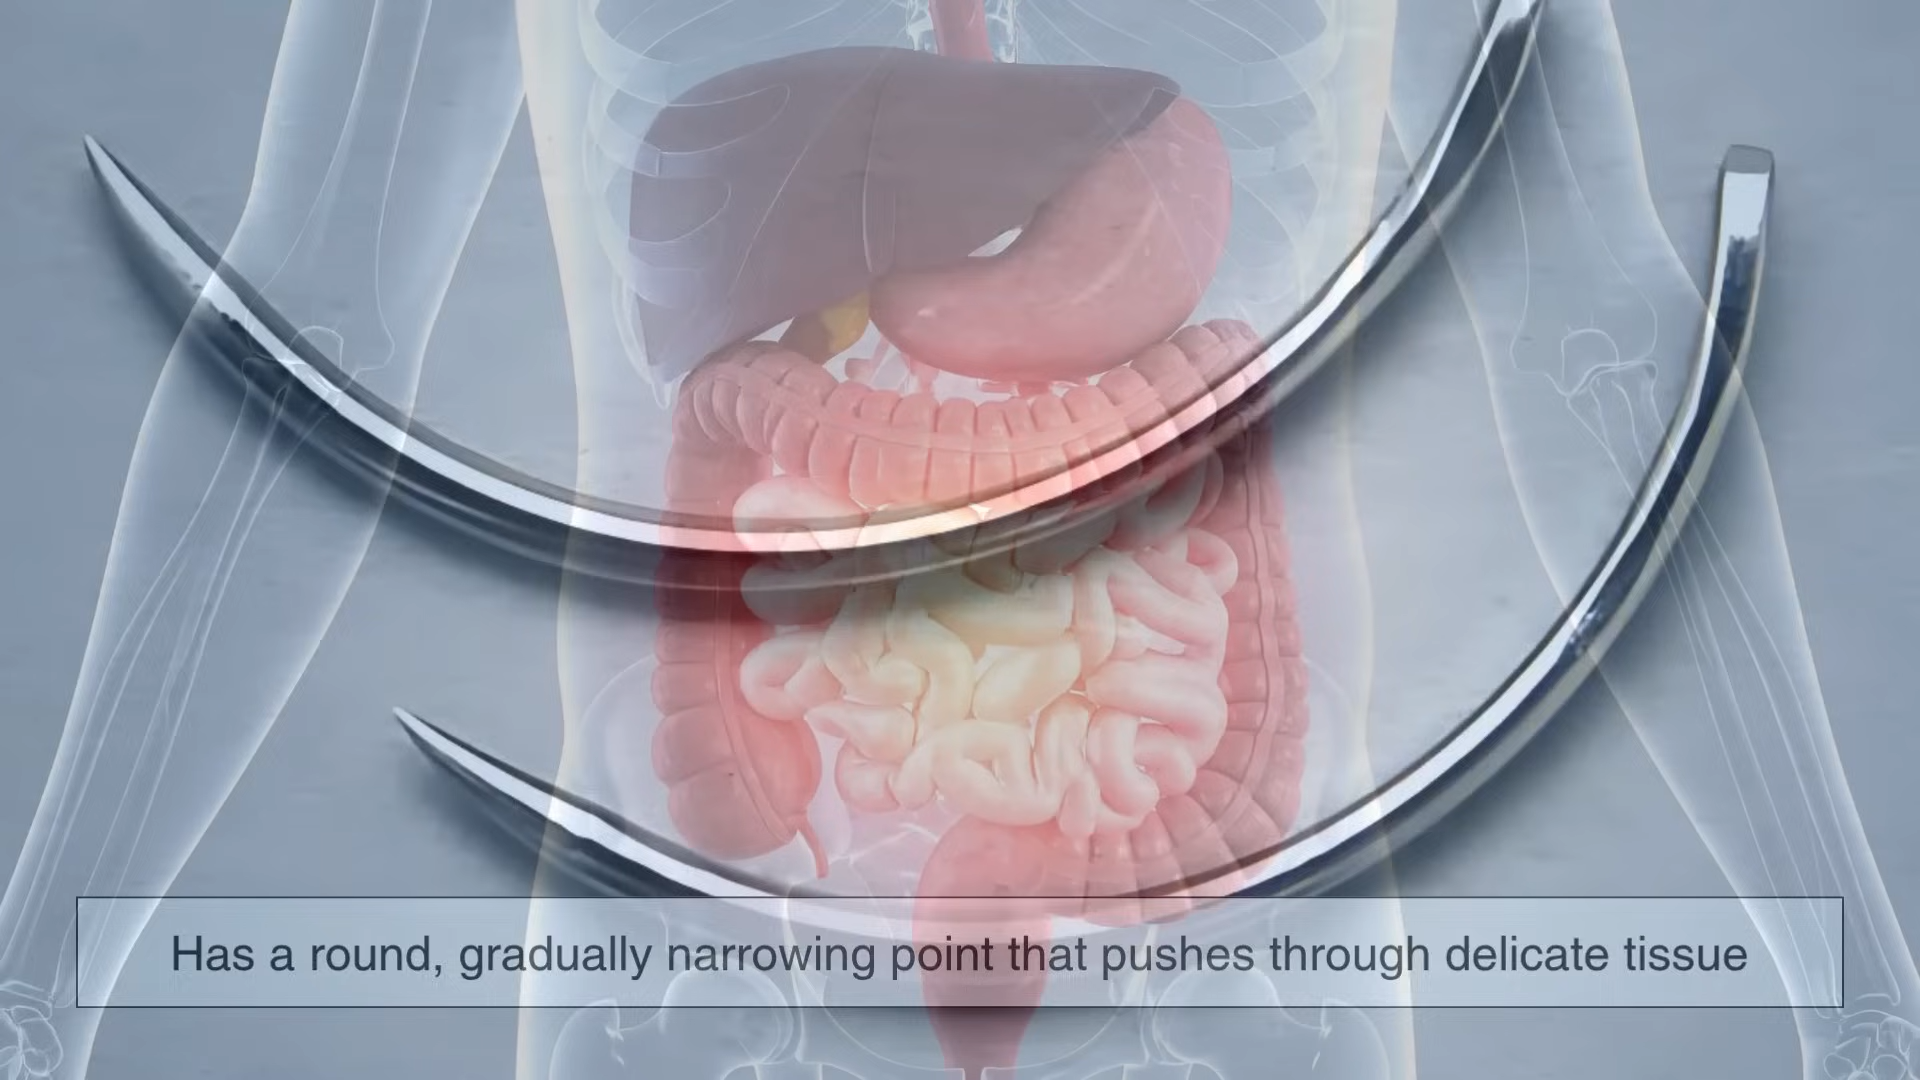 Has a round, gradually narrowing point that pushes through delicate tissue